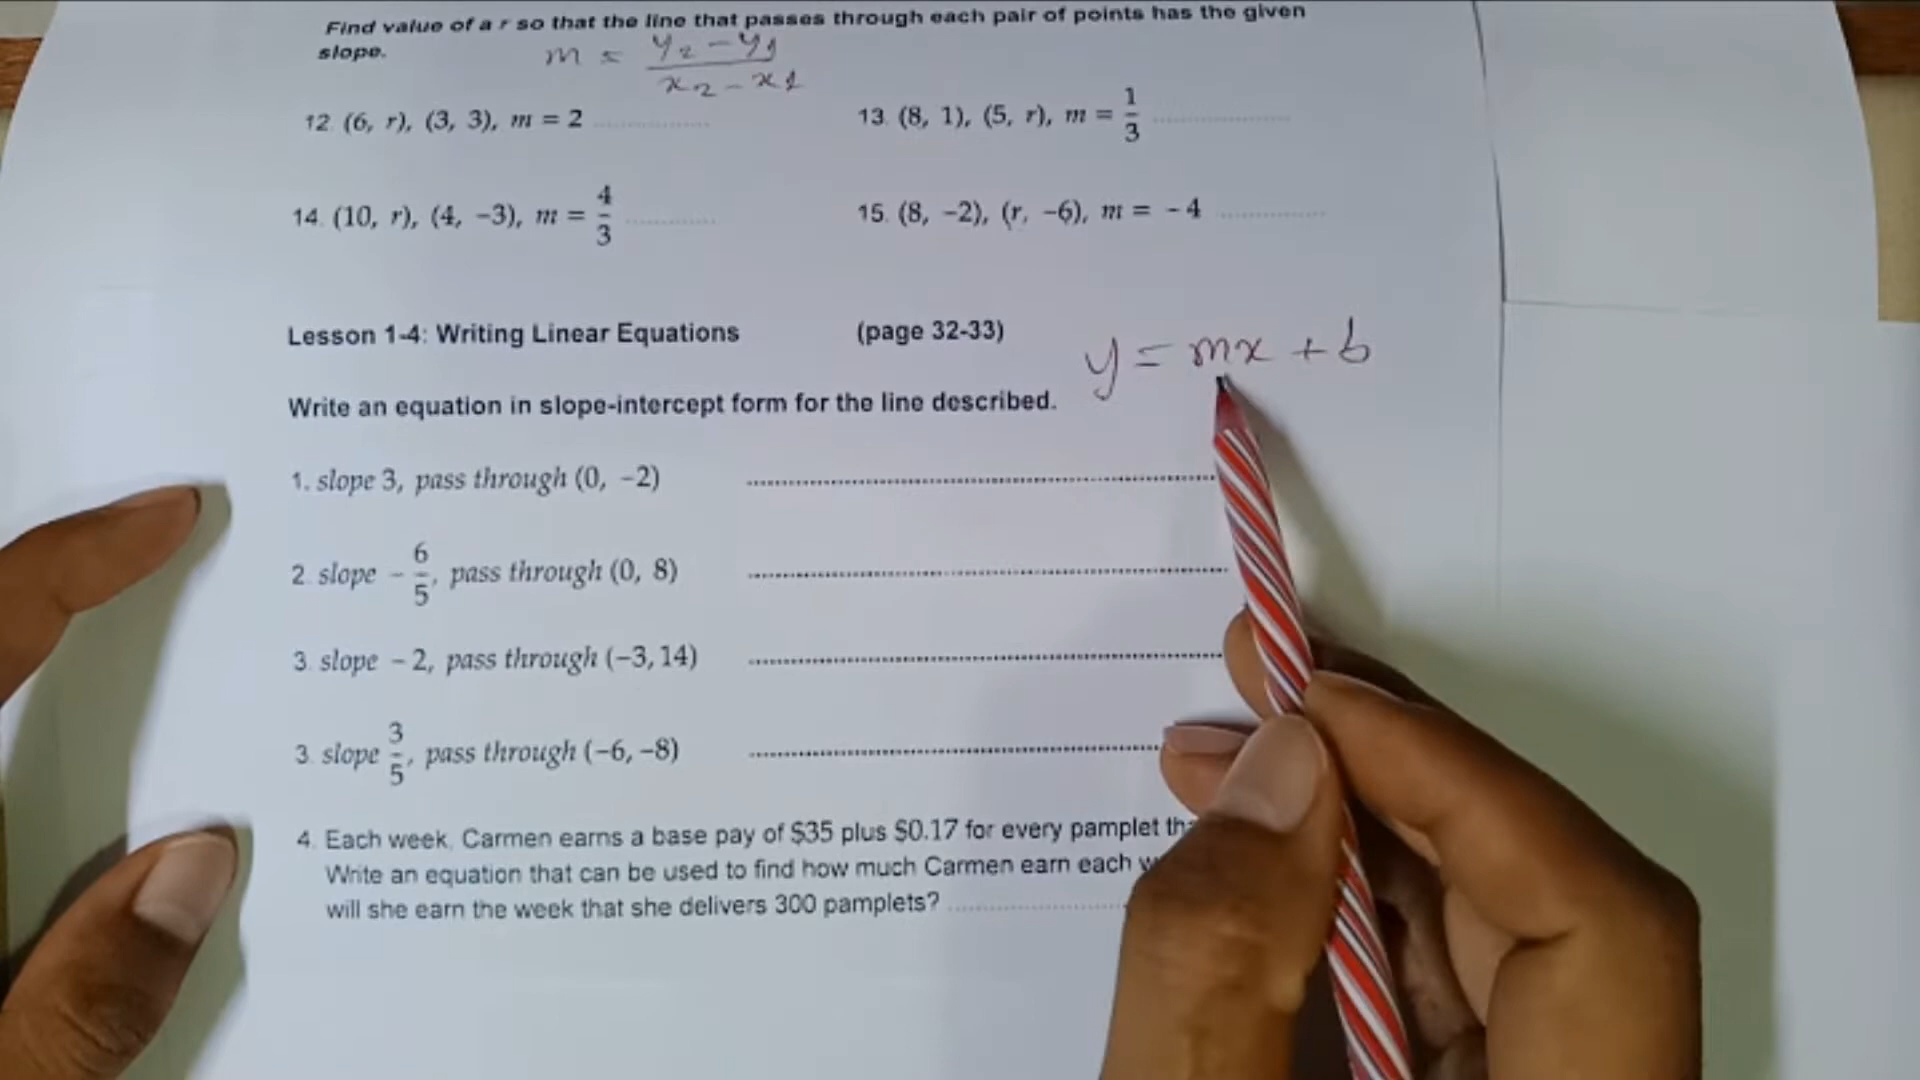 Find value of a r so that the line that passes through each pair of points has the given
slope.
m = y2 - y1 / x2 - x1
12. (6, r), (3, 3), m = 2 ....................
13. (8, 1), (5, r), m = 1/3 ....................
14. (10, r), (4, −3), m = 4/3 ....................
15. (8, −2), (r, −6), m = - 4 ....................
Lesson 1-4: Writing Linear Equations (page 32-33)
y = mx + b
Write an equation in slope-intercept form for the line described.
1. slope 3, pass through (0, −2) ....................
2. slope − 6/5, pass through (0, 8) ....................
3. slope − 2, pass through (−3, 14) ....................
3. slope 3/5, pass through (−6, −8) ....................
4. Each week, Carmen earns a base pay of $35 plus $0.17 for every pamplet
Write an equation that can be used to find how much Carmen earn each
will she earn the week that she delivers 300 pamplets? ....................